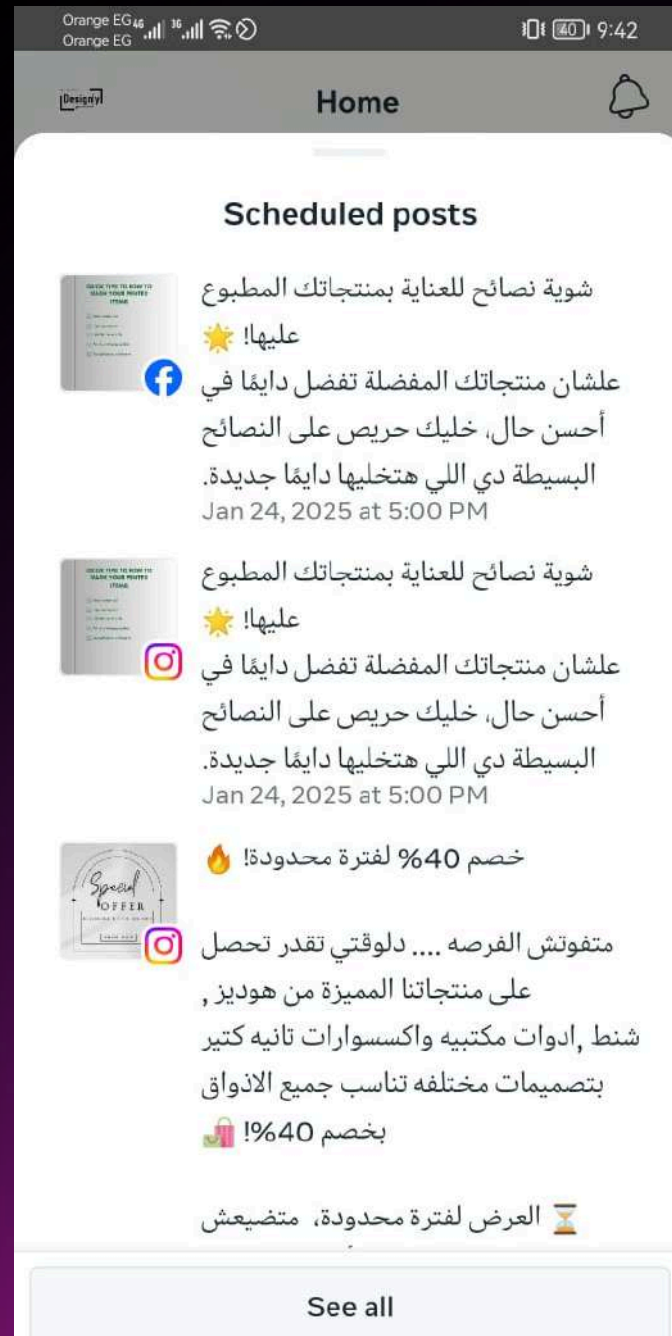 Orange EG 4G 3G
Orange EG
40 9:42
Designy
Home
Scheduled posts
شوية نصائح للعناية بمنتجاتك المطبوع
عليها! 🌟
علشان منتجاتك المفضلة تفضل دايمًا في
أحسن حال، خليك حريص على النصائح
البسيطة دي اللي هتخليها دايمًا جديدة.
Jan 24, 2025 at 5:00 PM
شوية نصائح للعناية بمنتجاتك المطبوع
عليها! 🌟
علشان منتجاتك المفضلة تفضل دايمًا في
أحسن حال، خليك حريص على النصائح
البسيطة دي اللي هتخليها دايمًا جديدة.
Jan 24, 2025 at 5:00 PM
Special
OFFER
خصم 40% لفترة محدودة! 🔥
متفوتش الفرصه .... دلوقتي تقدر تحصل
على منتجاتنا المميزة من هوديز ,
شنط ,ادوات مكتبيه واكسسوارات تانيه كتير
بتصميمات مختلفه تناسب جميع الاذواق
بخصم 40%! 🛍️
⏳ العرض لفترة محدودة، متضيعش
See all